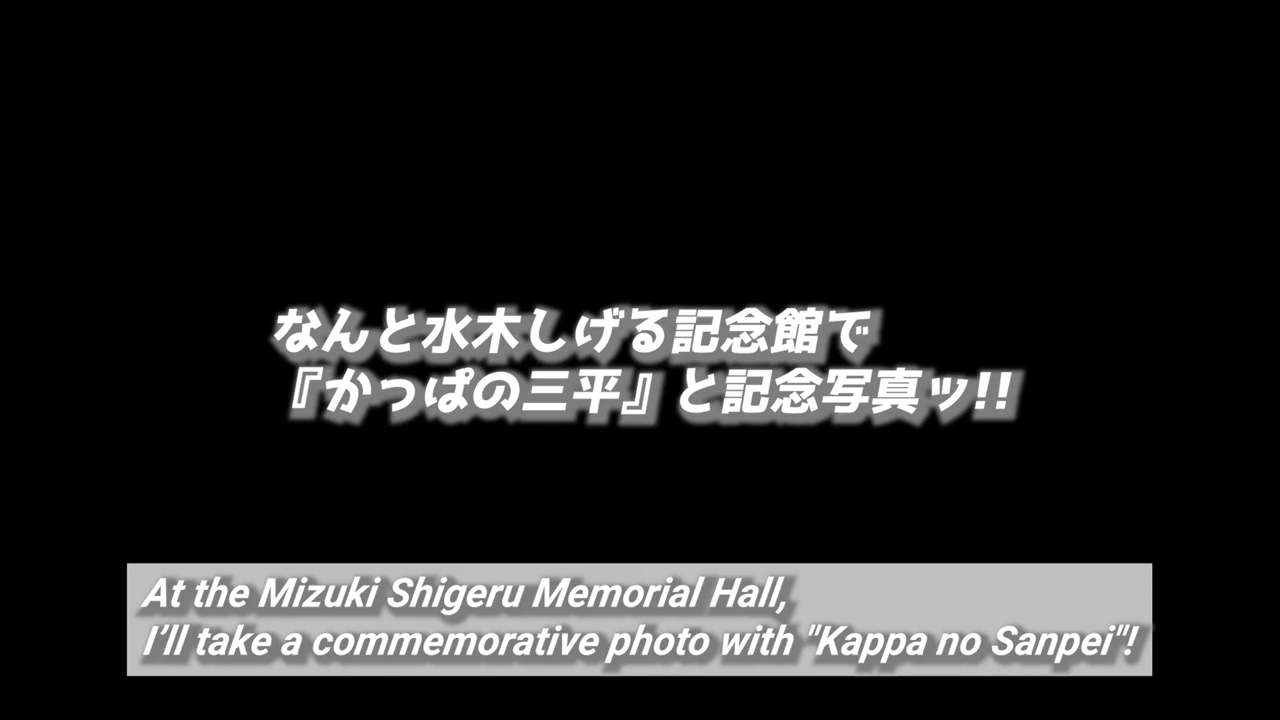 なんと水木しげる記念館で
『かっぱの三平』と記念写真ッ!!
At the Mizuki Shigeru Memorial Hall,
I’ll take a commemorative photo with "Kappa no Sanpei"!